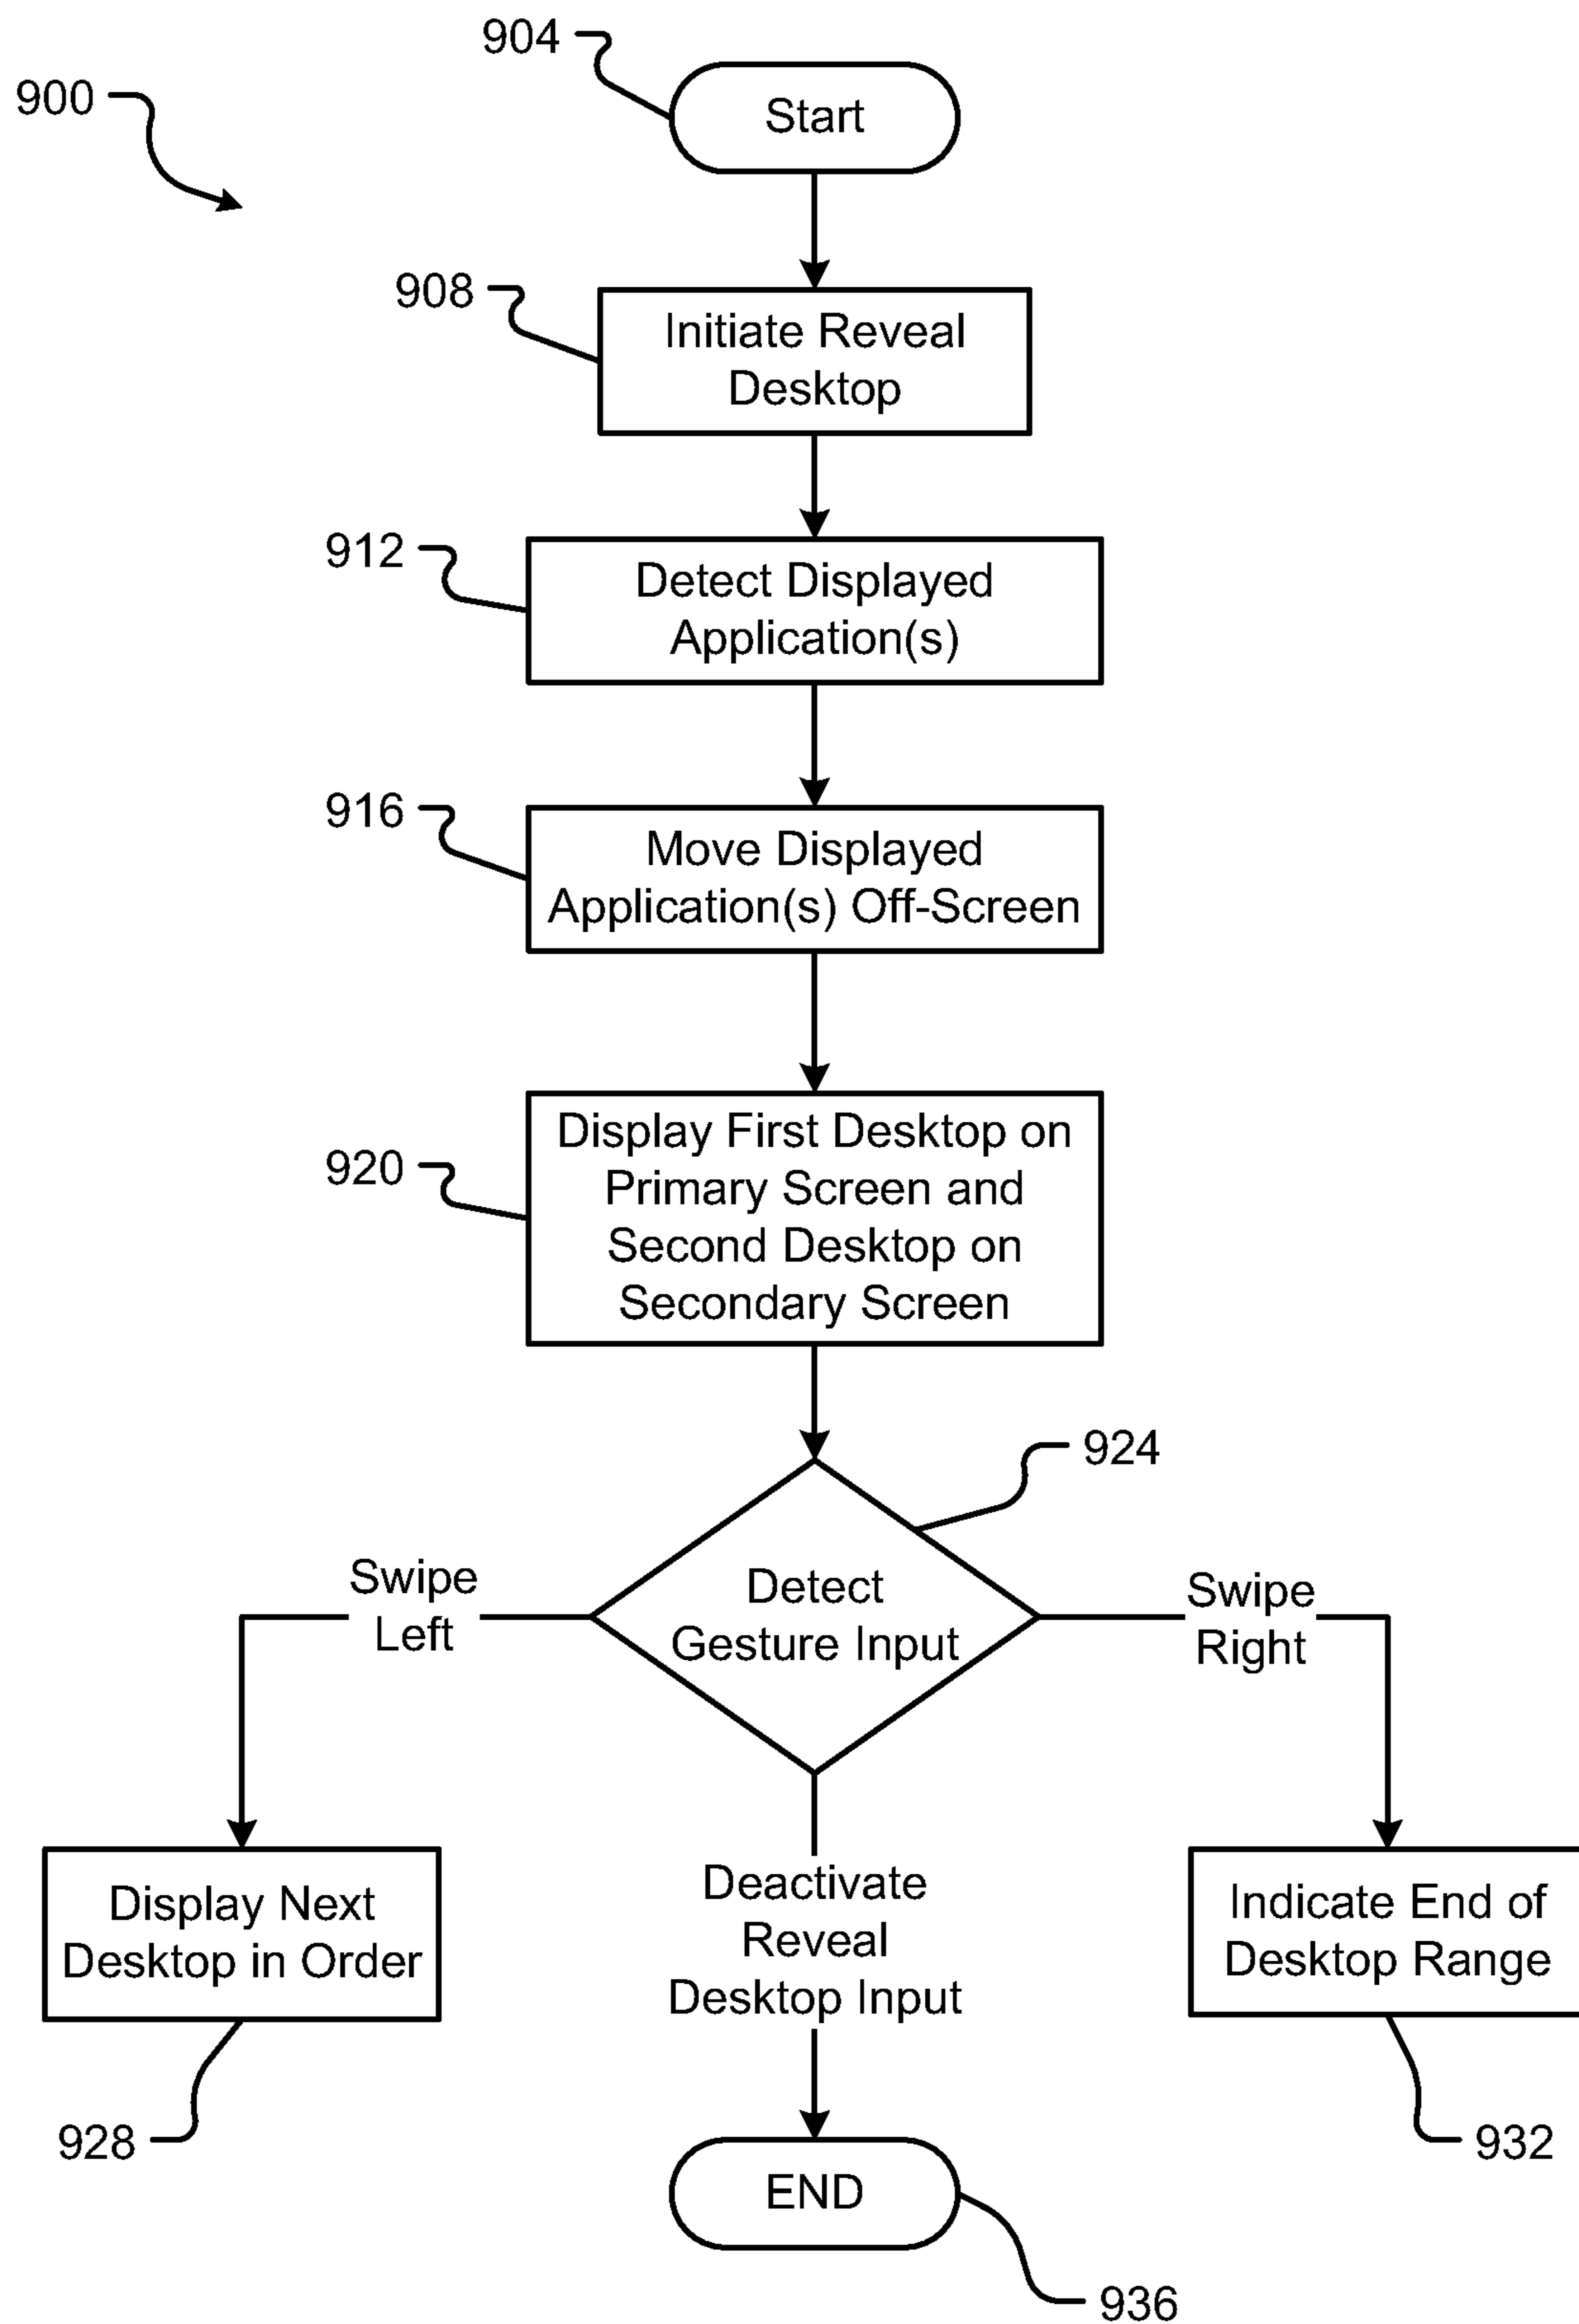 904
900
Start
908
Initiate Reveal
Desktop
912
Detect Displayed
Application(s)
916
Move Displayed
Application(s) Off-Screen
920
Display First Desktop on
Primary Screen and
Second Desktop on
Secondary Screen
924
Detect
Gesture Input
Swipe
Left
Swipe
Right
Display Next
Desktop in Order
Deactivate
Reveal
Desktop Input
Indicate End of
Desktop Range
928
932
END
936